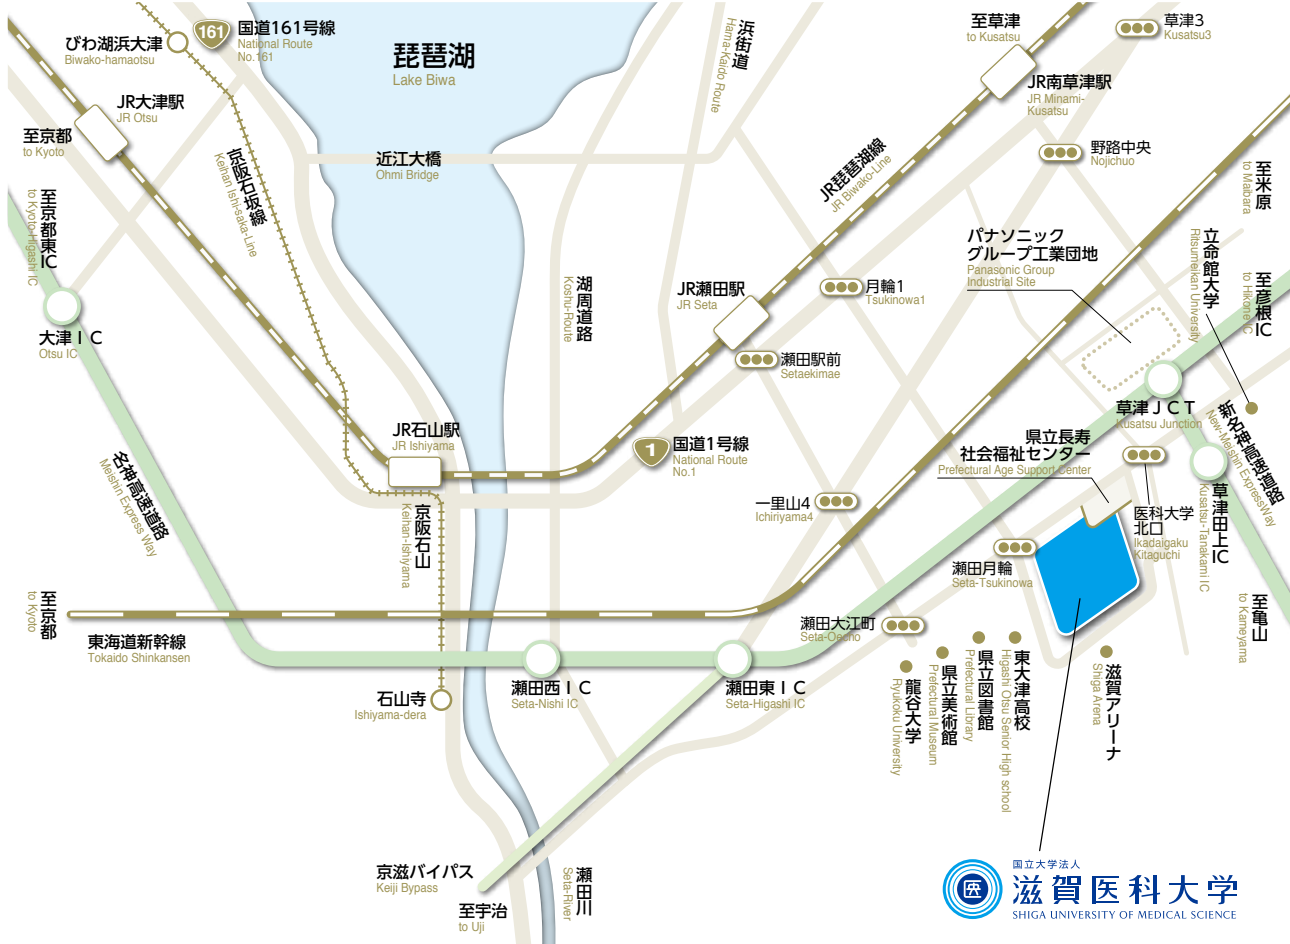 びわ湖浜大津
Biwako-hamaotsu
161
国道161号線
National Route
No.161
琵琶湖
Lake Biwa
浜街道
Hama-Kaido Route
至草津
to Kusatsu
草津3
Kusatsu3
JR南草津駅
JR Minami-
Kusatsu
JR大津駅
JR Otsu
至京都
to Kyoto
京阪石坂線
Keihan Ishi-saka-Line
近江大橋
Ohmi Bridge
JR琵琶湖線
JR Biwako-Line
野路中央
Nojichuo
至米原
to Maibara
至京都東IC
to Kyoto-Higashi IC
パナソニック
グループ工業団地
Panasonic Group
Industrial Site
立命館大学
Ritsumeikan University
至彦根IC
to Hikone IC
大津IC
Otsu IC
湖周道路
Koshu-Route
JR瀬田駅
JR Seta
月輪1
Tsukinowa1
瀬田駅前
Setaekimae
草津JCT
Kusatsu Junction
新名神高速道路
New-Meishin ExpressWay
JR石山駅
JR Ishiyama
1
国道1号線
National Route
No.1
県立長寿
社会福祉センター
Prefectural Age Support Center
名神高速道路
Meishin Express Way
京阪石山
Keihan-Ishiyama
一里山4
Ichiriyama4
医科大学
北口
Ikadaigaku
Kitaguchi
草津田上IC
Kusatsu-Tanakami IC
瀬田月輪
Seta-Tsukinowa
至京都
to Kyoto
東海道新幹線
Tokaido Shinkansen
瀬田大江町
Seta-Oecho
至亀山
to Kameyama
石山寺
Ishiyama-dera
瀬田西IC
Seta-Nishi IC
瀬田東IC
Seta-Higashi IC
龍谷大学
Ryukoku University
県立美術館
Prefectural Museum
県立図書館
Prefectural Library
東大津高校
Higashi Otsu Senior High school
滋賀アリーナ
Shiga Arena
京滋バイパス
Keiji Bypass
至宇治
to Uji
瀬田川
Seta-River
医
国立大学法人
滋賀医科大学
SHIGA UNIVERSITY OF MEDICAL SCIENCE